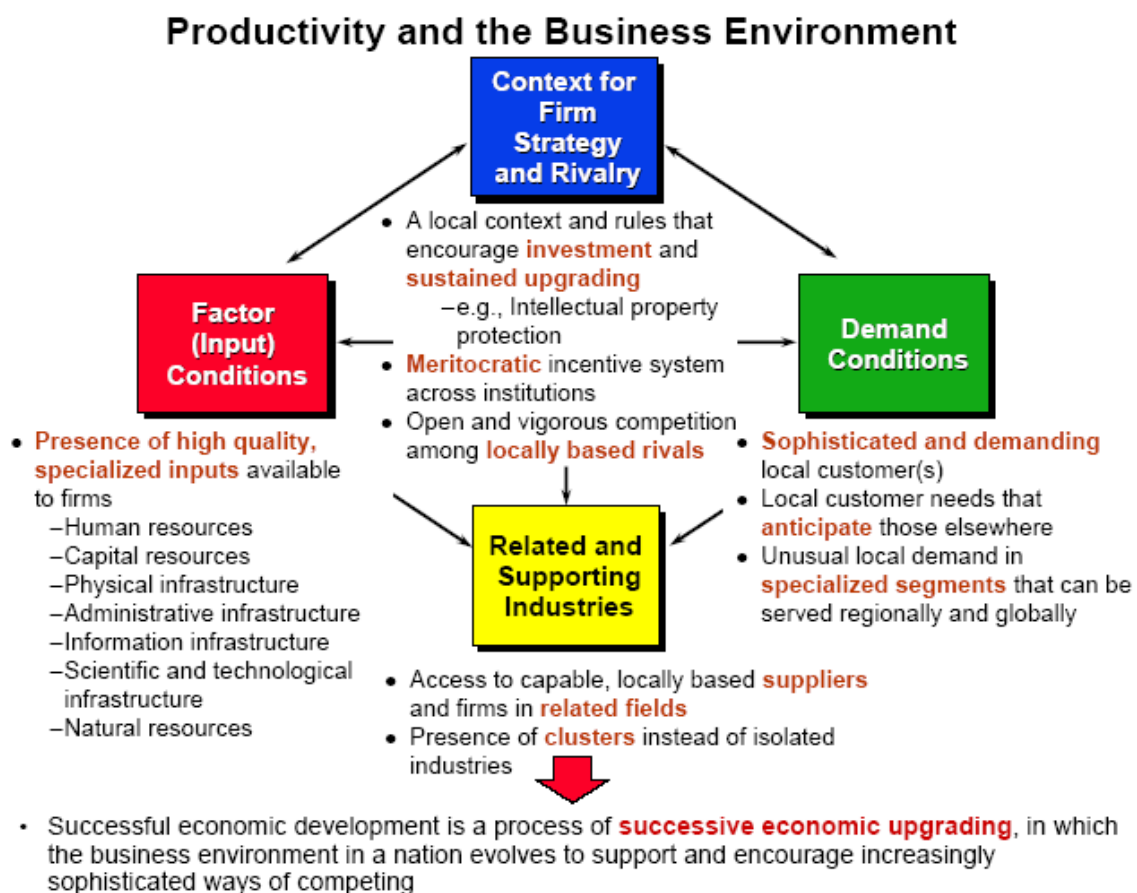 Productivity and the Business Environment
Context for
Firm
Strategy
and Rivalry
● A local context and rules that
encourage investment and
sustained upgrading
–e.g., Intellectual property
protection
● Meritocratic incentive system
across institutions
● Open and vigorous competition
among locally based rivals
Factor
(Input)
Conditions
● Presence of high quality,
specialized inputs available
to firms
–Human resources
–Capital resources
–Physical infrastructure
–Administrative infrastructure
–Information infrastructure
–Scientific and technological
infrastructure
–Natural resources
Demand
Conditions
● Sophisticated and demanding
local customer(s)
● Local customer needs that
anticipate those elsewhere
● Unusual local demand in
specialized segments that can be
served regionally and globally
Related and
Supporting
Industries
● Access to capable, locally based suppliers
and firms in related fields
● Presence of clusters instead of isolated
industries
• Successful economic development is a process of successive economic upgrading, in which
the business environment in a nation evolves to support and encourage increasingly
sophisticated ways of competing